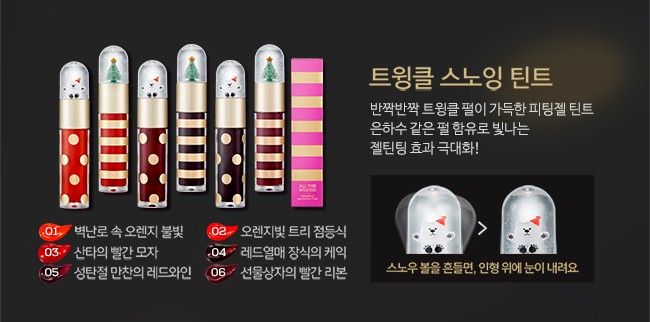 트윙클 스노잉 틴트
반짝반짝 트윙클 펄이 가득한 피팅젤 틴트
은하수 같은 펄 함유로 빛나는
젤틴팅 효과 극대화!
ALL THE
.01. 벽난로 속 오렌지 불빛
02. 오렌지빛 트리 점등식
03. 산타의 빨간 모자
04. 레드열매 장식의 케익
05. 성탄절 만찬의 레드와인
06. 선물상자의 빨간 리본
>
스노우 볼을 흔들면, 인형 위에 눈이 내려요